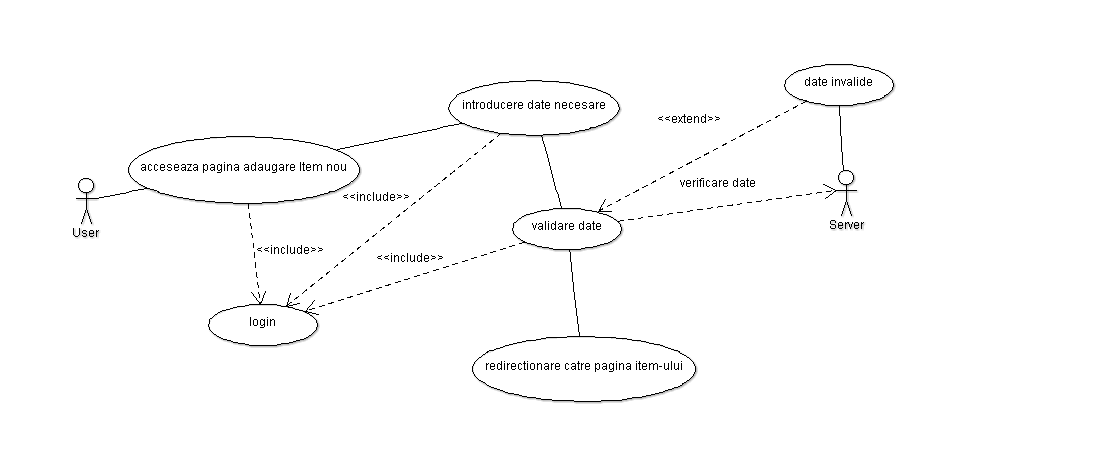 date invalide
introducere date necesare
<<extend>>
acceseaza pagina adaugare Item nou
verificare date
<<include>>
User
validare date
Server
<<include>>
<<include>>
login
redirectionare catre pagina item-ului